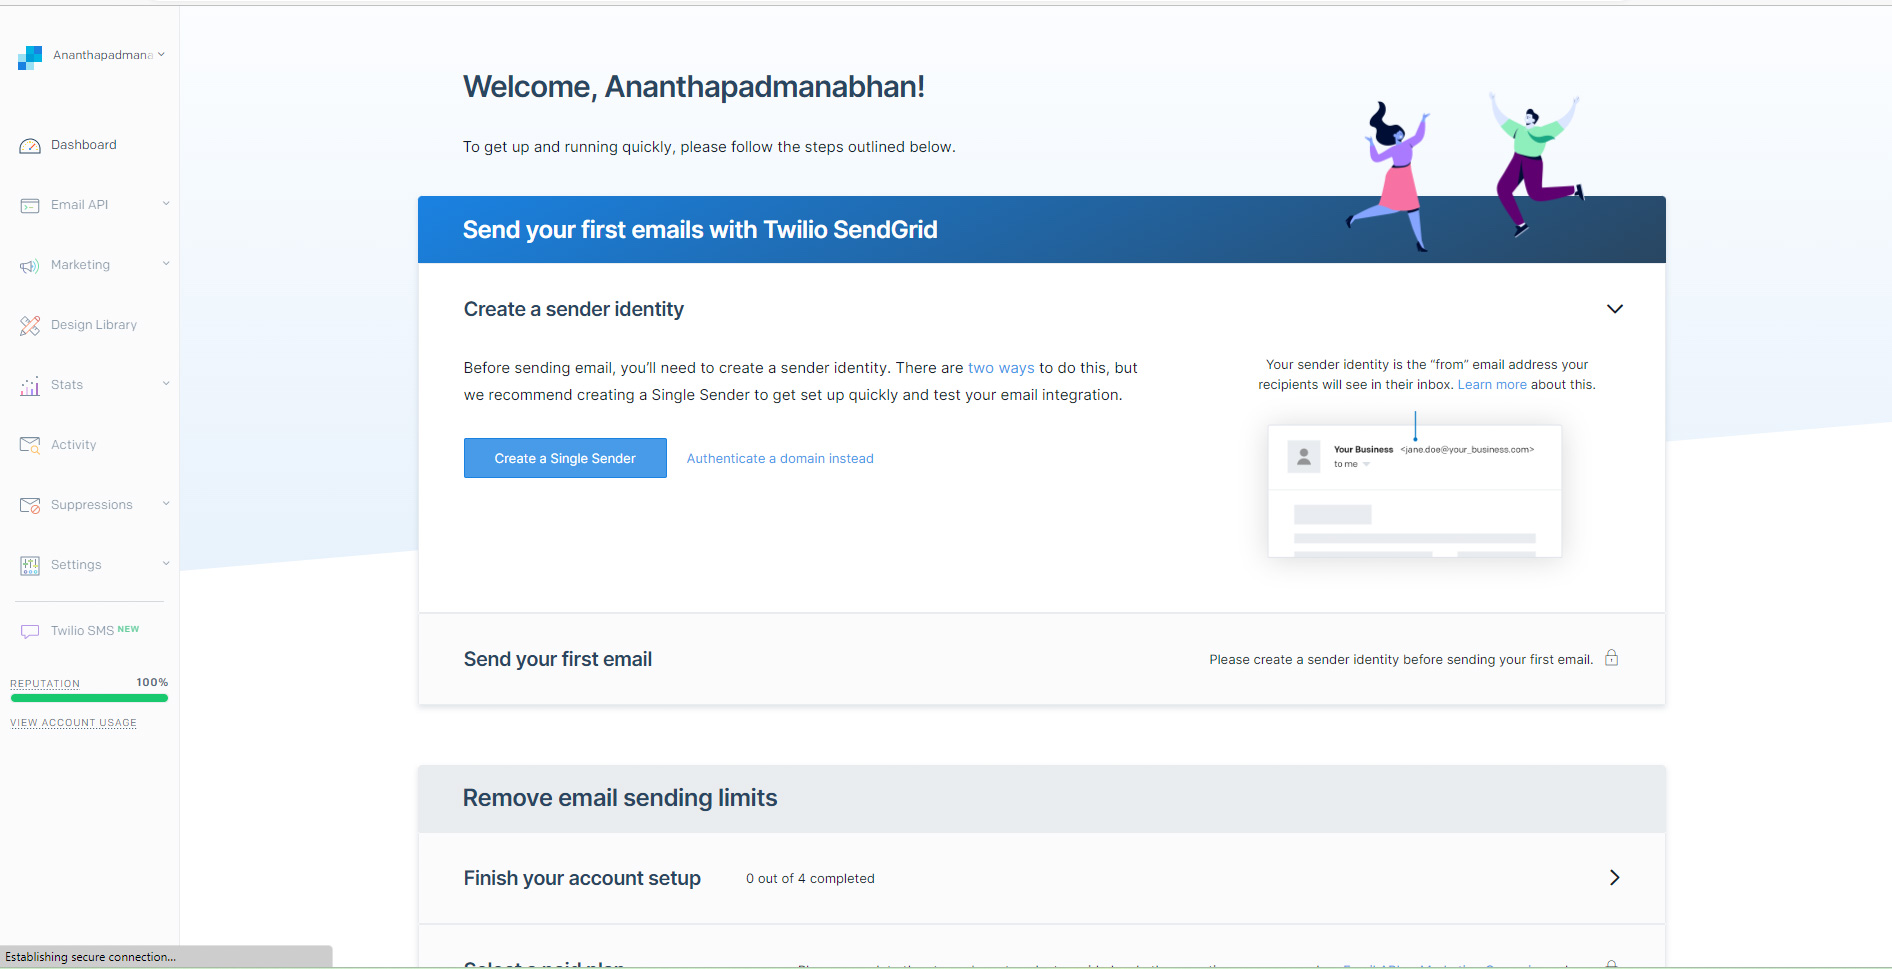 Ananthapadmana
Dashboard
Email API
Marketing
Design Library
Stats
Activity
Suppressions
Settings
Twilio SMS NEW
REPUTATION 100%
VIEW ACCOUNT USAGE
Establishing secure connection...
Welcome, Ananthapadmanabhan!
To get up and running quickly, please follow the steps outlined below.
Send your first emails with Twilio SendGrid
Create a sender identity
Before sending email, you'll need to create a sender identity. There are two ways to do this, but
we recommend creating a Single Sender to get set up quickly and test your email integration.
Create a Single Sender
Authenticate a domain instead
Your sender identity is the “from” email address your
recipients will see in their inbox. Learn more about this.
Your Business <jane.doe@your_business.com>
to me
Send your first email
Please create a sender identity before sending your first email.
Remove email sending limits
Finish your account setup
0 out of 4 completed
Select a paid plan